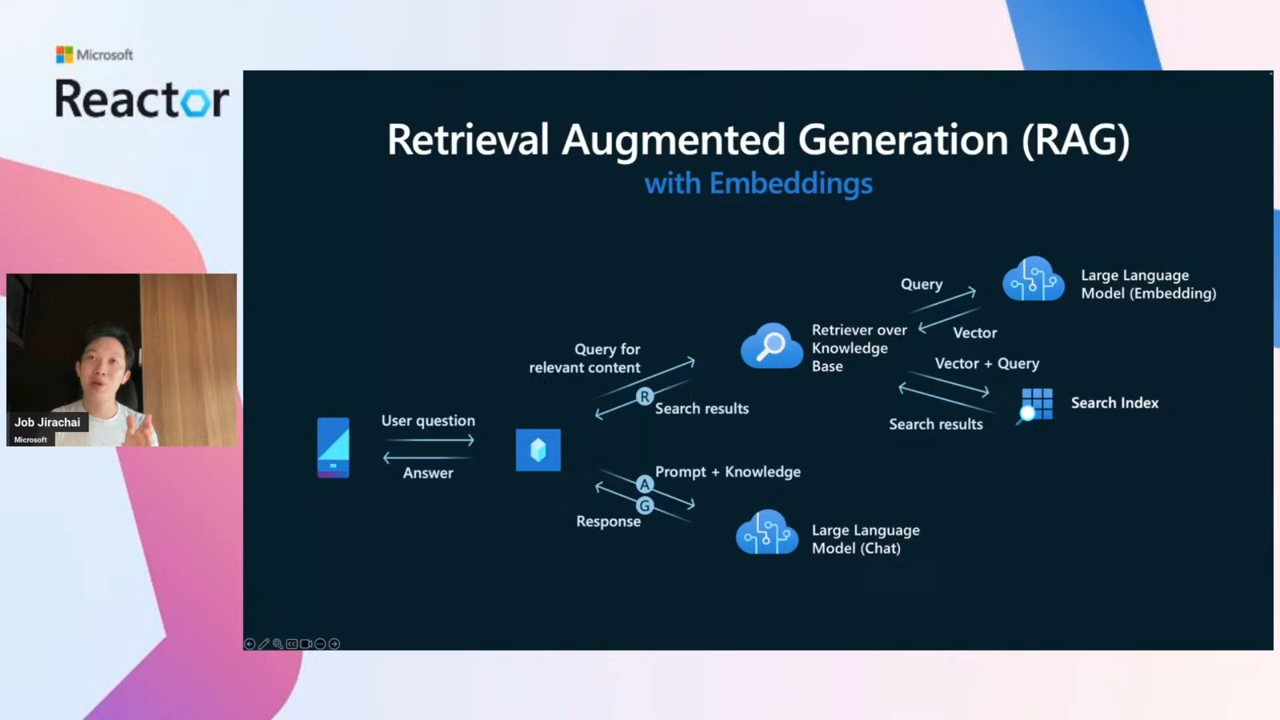 Microsoft
Reactor
Retrieval Augmented Generation (RAG)
with Embeddings
Query
Large Language
Model (Embedding)
Vector
Query for
relevant content
Retriever over
Knowledge
Base
R
Search results
Vector + Query
Search Index
Search results
User question
Answer
A
Prompt + Knowledge
G
Response
Large Language
Model (Chat)
Job Jirachai
Microsoft